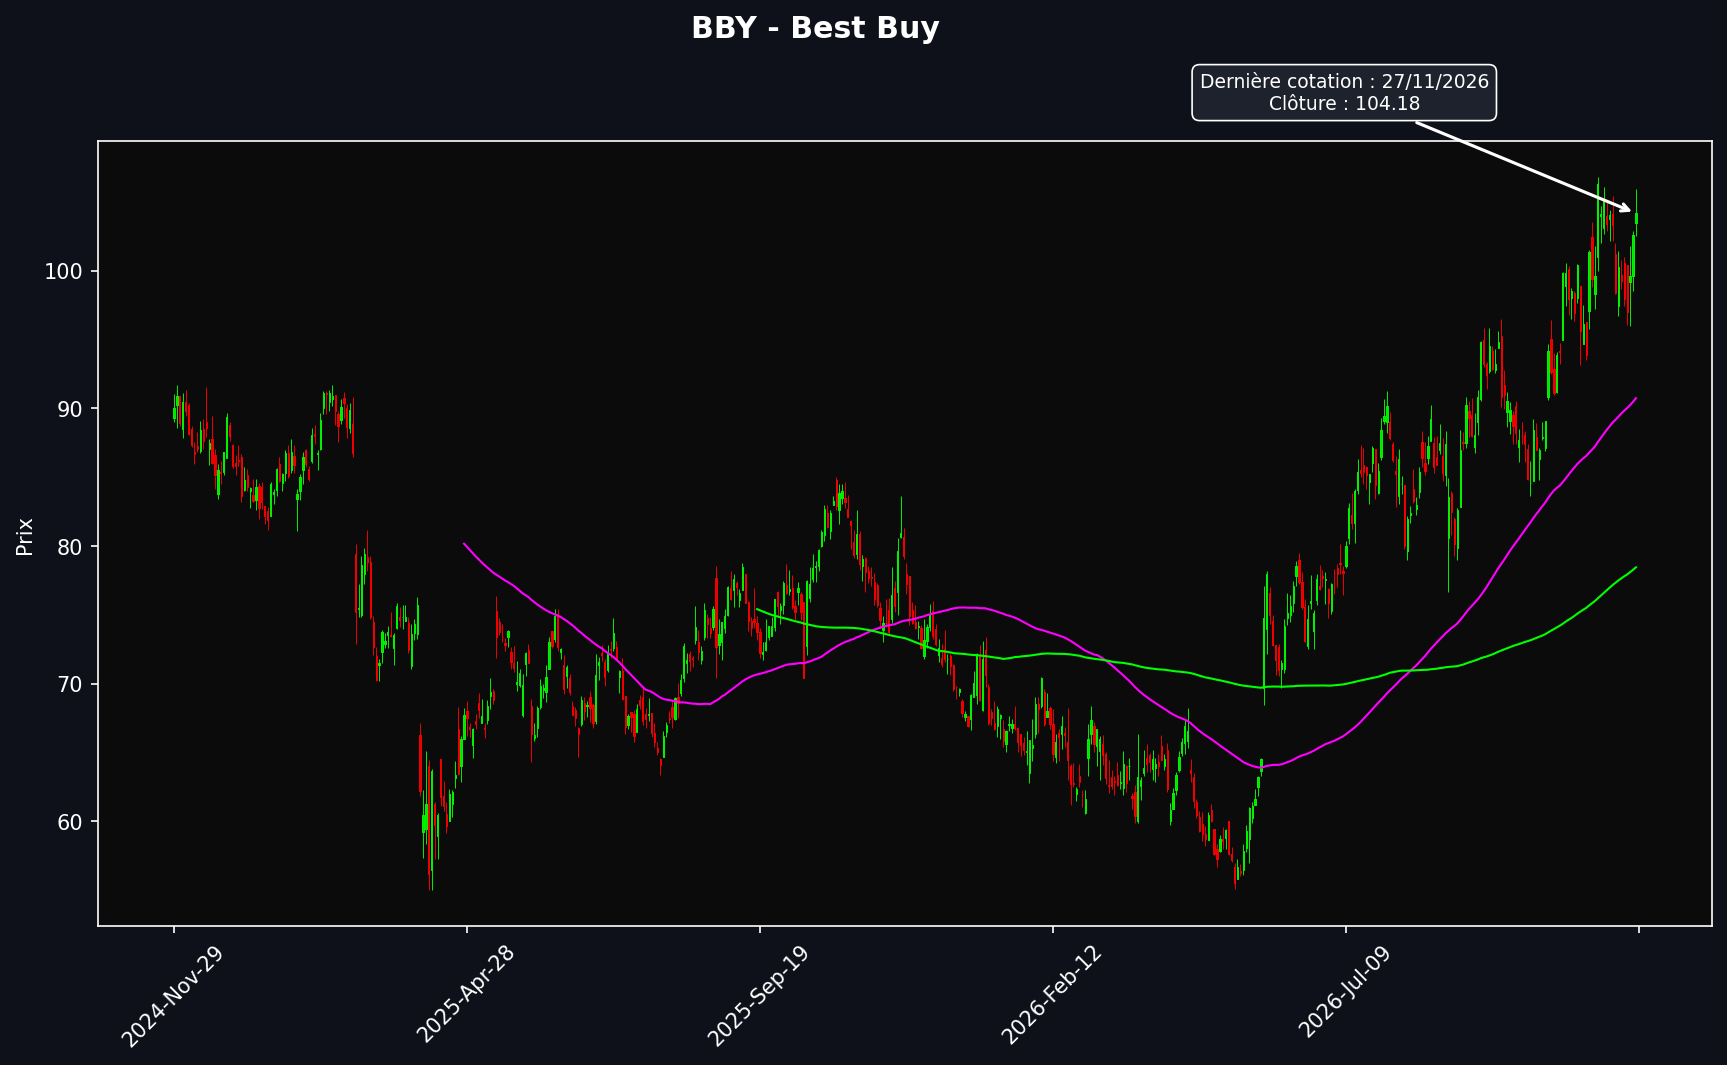 BBY - Best Buy
Dernière cotation : 27/11/2026
Clôture : 104.18
Prix
100
90
80
70
60
2024-Nov-29
2025-Apr-28
2025-Sep-19
2026-Feb-12
2026-Jul-09